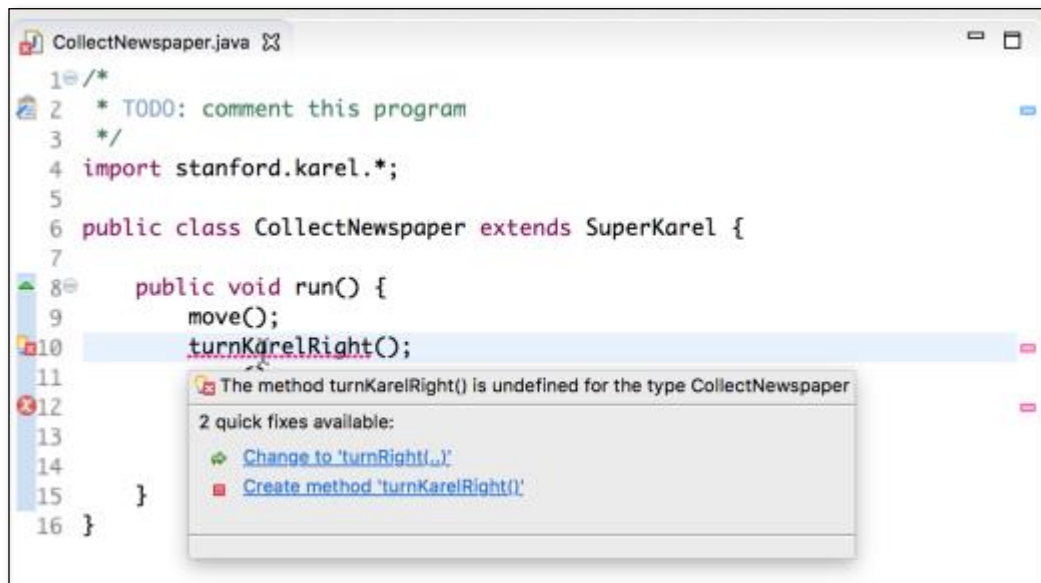 CollectNewspaper.java
1 /*
2 * TODO: comment this program
3 */
4 import stanford.karel.*;
5
6 public class CollectNewspaper extends SuperKarel {
7
8 public void run() {
9 move();
10 turnKarelRight();
11
The method turnKarelRight() is undefined for the type CollectNewspaper
12
2 quick fixes available:
13
14
Change to 'turnRight(..)'
Create method 'turnKarelRight()'
15 }
16 }